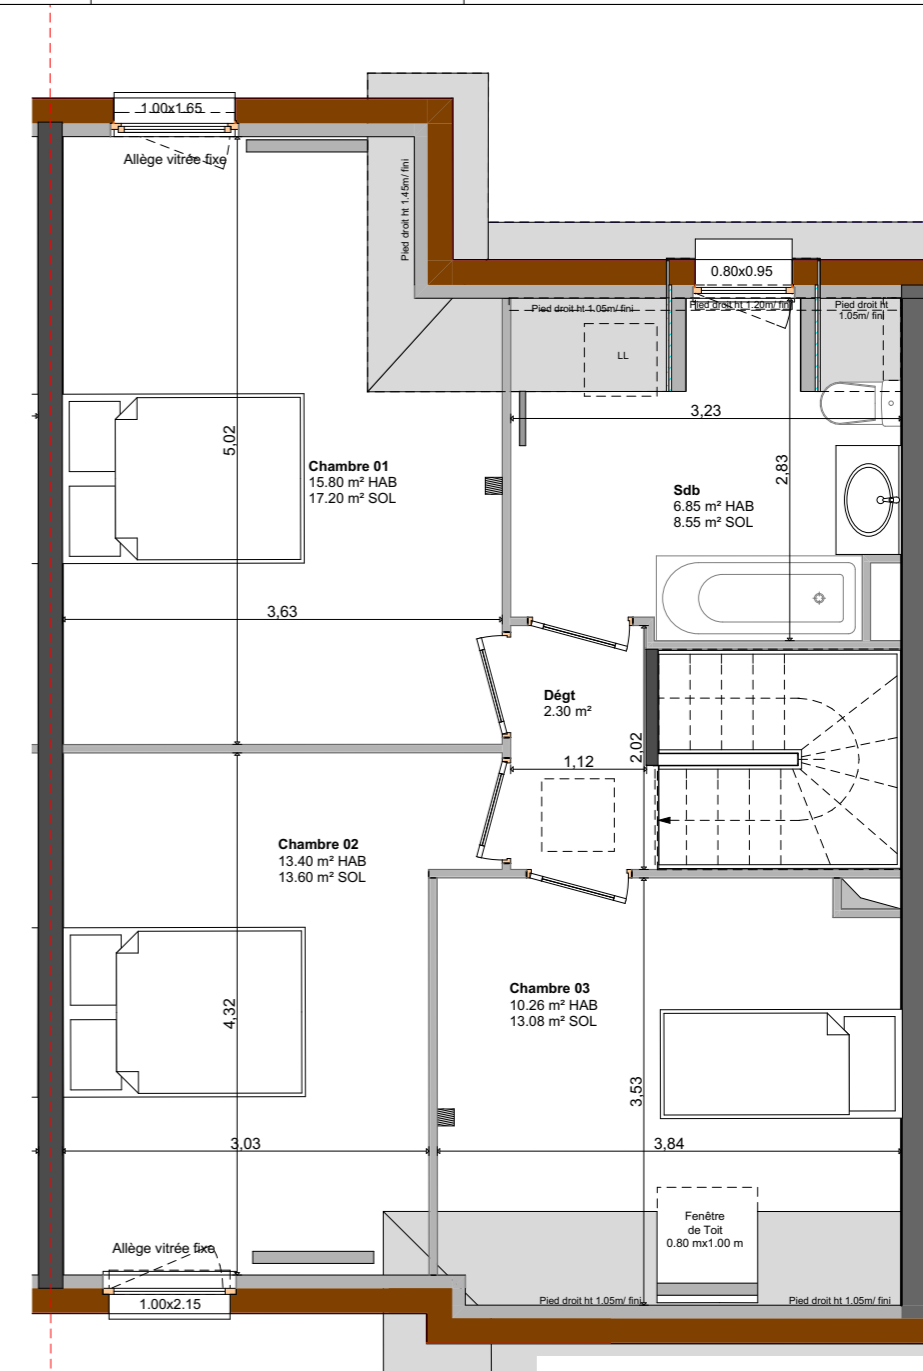 1.00x1.65
Allège vitrée fixe
Pied droit ht 1.45m/ fini
0.80x0.95
Pied droit ht 1.05m/ fini
Pied droit ht 1.20m/ fini
Pied droit ht
1.05m/ fini
LL
3,23
5,02
2,83
Chambre 01
15.80 m² HAB
17.20 m² SOL
Sdb
6.85 m² HAB
8.55 m² SOL
3,63
Dégt
2.30 m²
2,02
1,12
Chambre 02
13.40 m² HAB
13.60 m² SOL
4,32
Chambre 03
10.26 m² HAB
13.08 m² SOL
3,53
3,03
3,84
Fenêtre
de Toit
0.80 mx1.00 m
Allège vitrée fixe
1.00x2.15
Pied droit ht 1.05m/ fini
Pied droit ht 1.05m/ fini